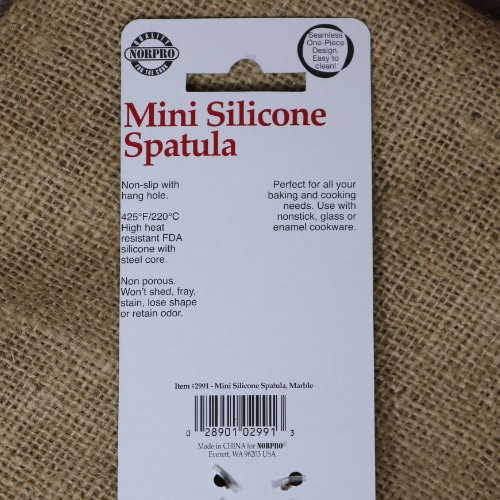 QUALITY
NORPRO
FOR THE COOK
Seamless
One-Piece
Design.
Easy to
clean!
Mini Silicone
Spatula
Non-slip with
hang hole.
425°F/220°C
High heat
resistant FDA
silicone with
steel core.
Non porous.
Won't shed, fray,
stain, lose shape
or retain odor.
Perfect for all your
baking and cooking
needs. Use with
nonstick, glass or
enamel cookware.
Item #2991 - Mini Silicone Spatula, Marble
0 28901 02991 3
Made in CHINA for NORPRO®
Everett, WA 98203 USA